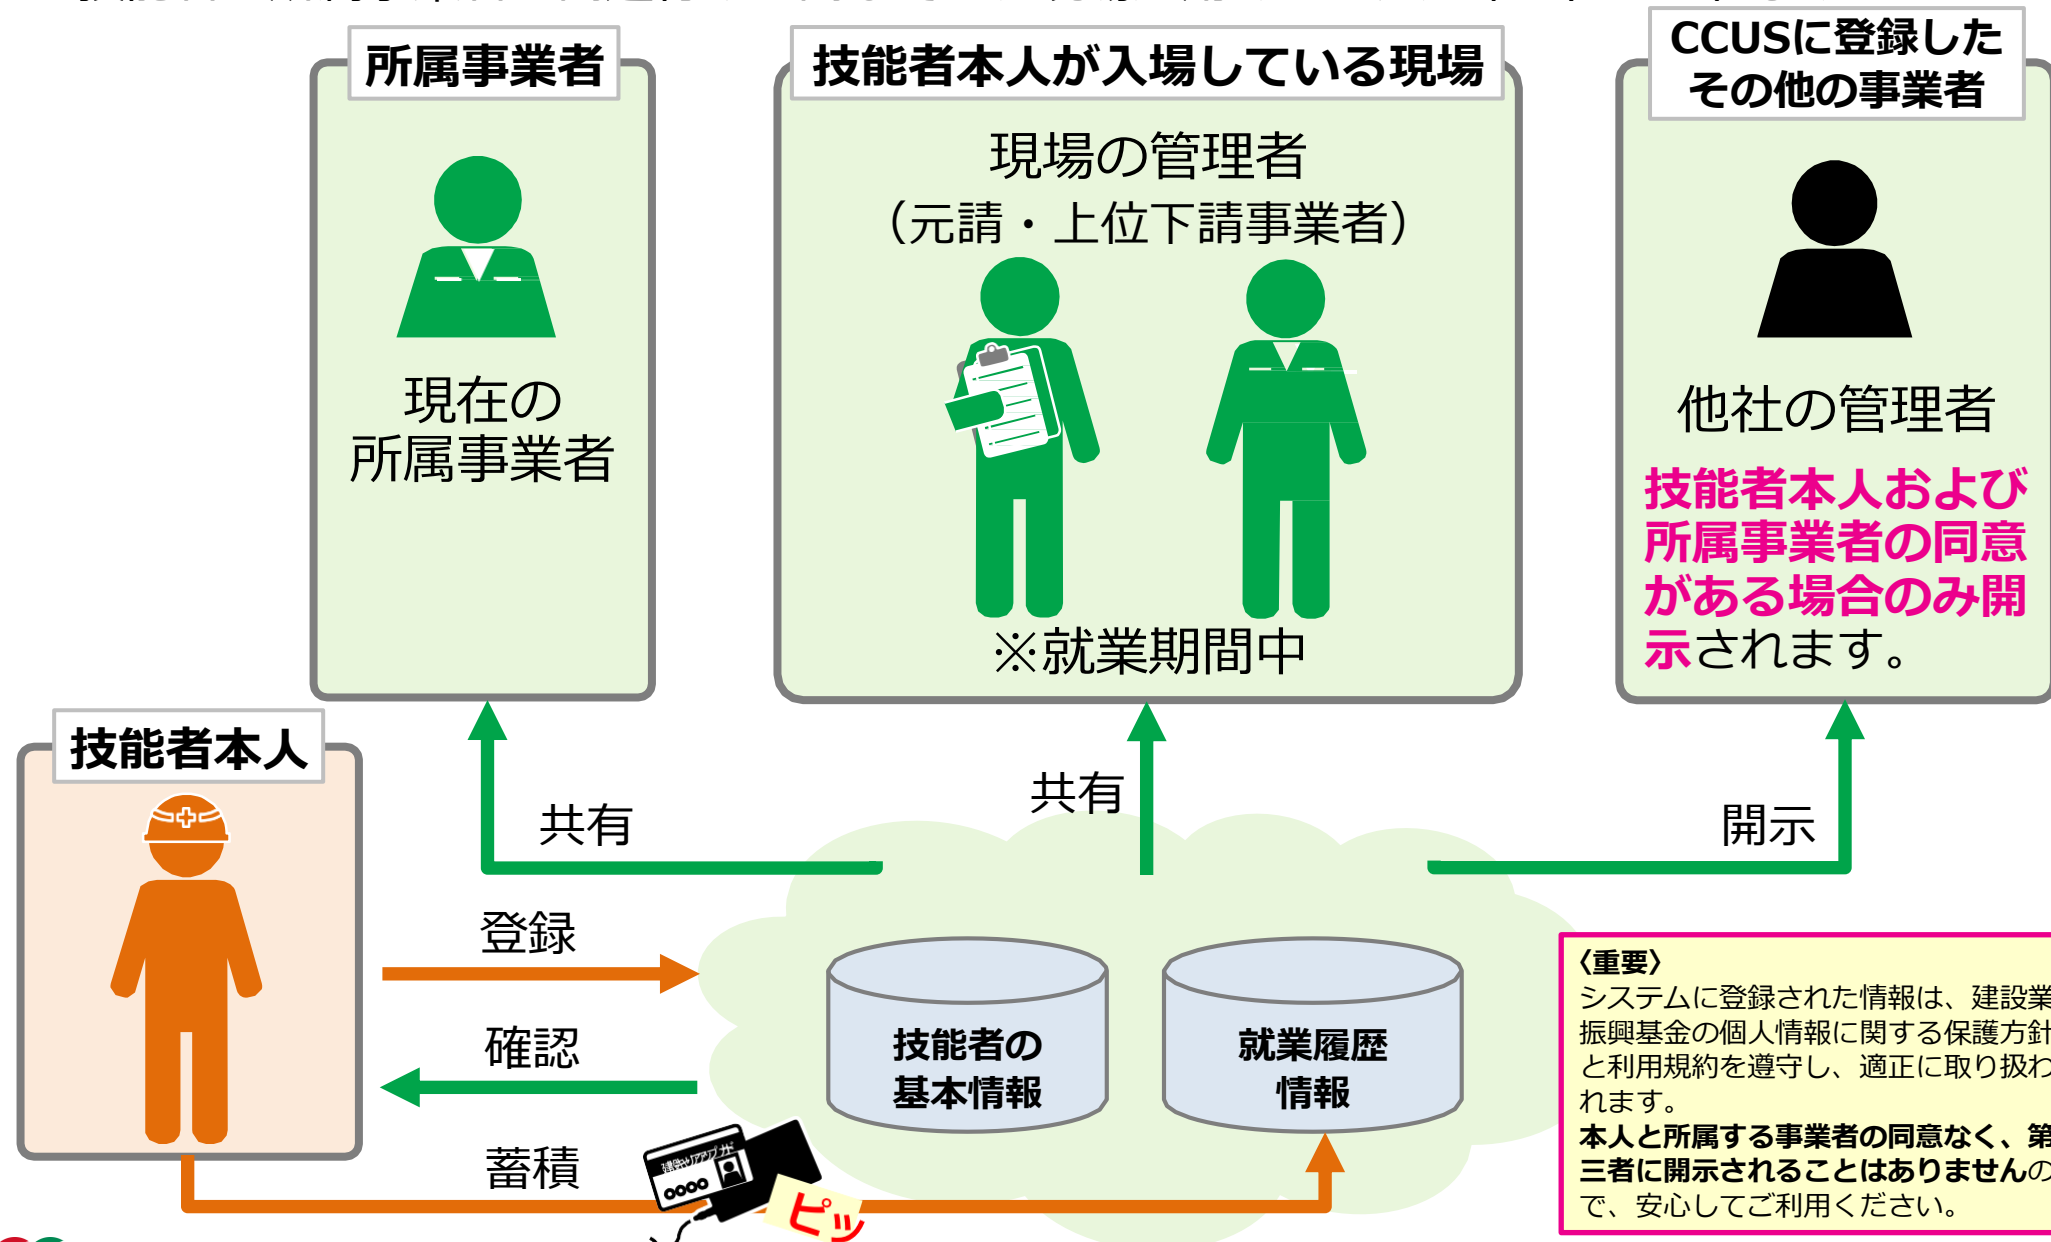 所属事業者
現在の
所属事業者
技能者本人が入場している現場
現場の管理者
（元請・上位下請事業者）
※就業期間中
CCUSに登録した
その他の事業者
他社の管理者
技能者本人および
所属事業者の同意
がある場合のみ開
示されます。
技能者本人
共有
共有
開示
登録
確認
蓄積
技能者の
基本情報
就業履歴
情報
ピッ
〈重要〉
システムに登録された情報は、建設業
振興基金の個人情報に関する保護方針
と利用規約を遵守し、適正に取り扱わ
れます。
本人と所属する事業者の同意なく、第
三者に開示されることはありませんの
で、安心してご利用ください。